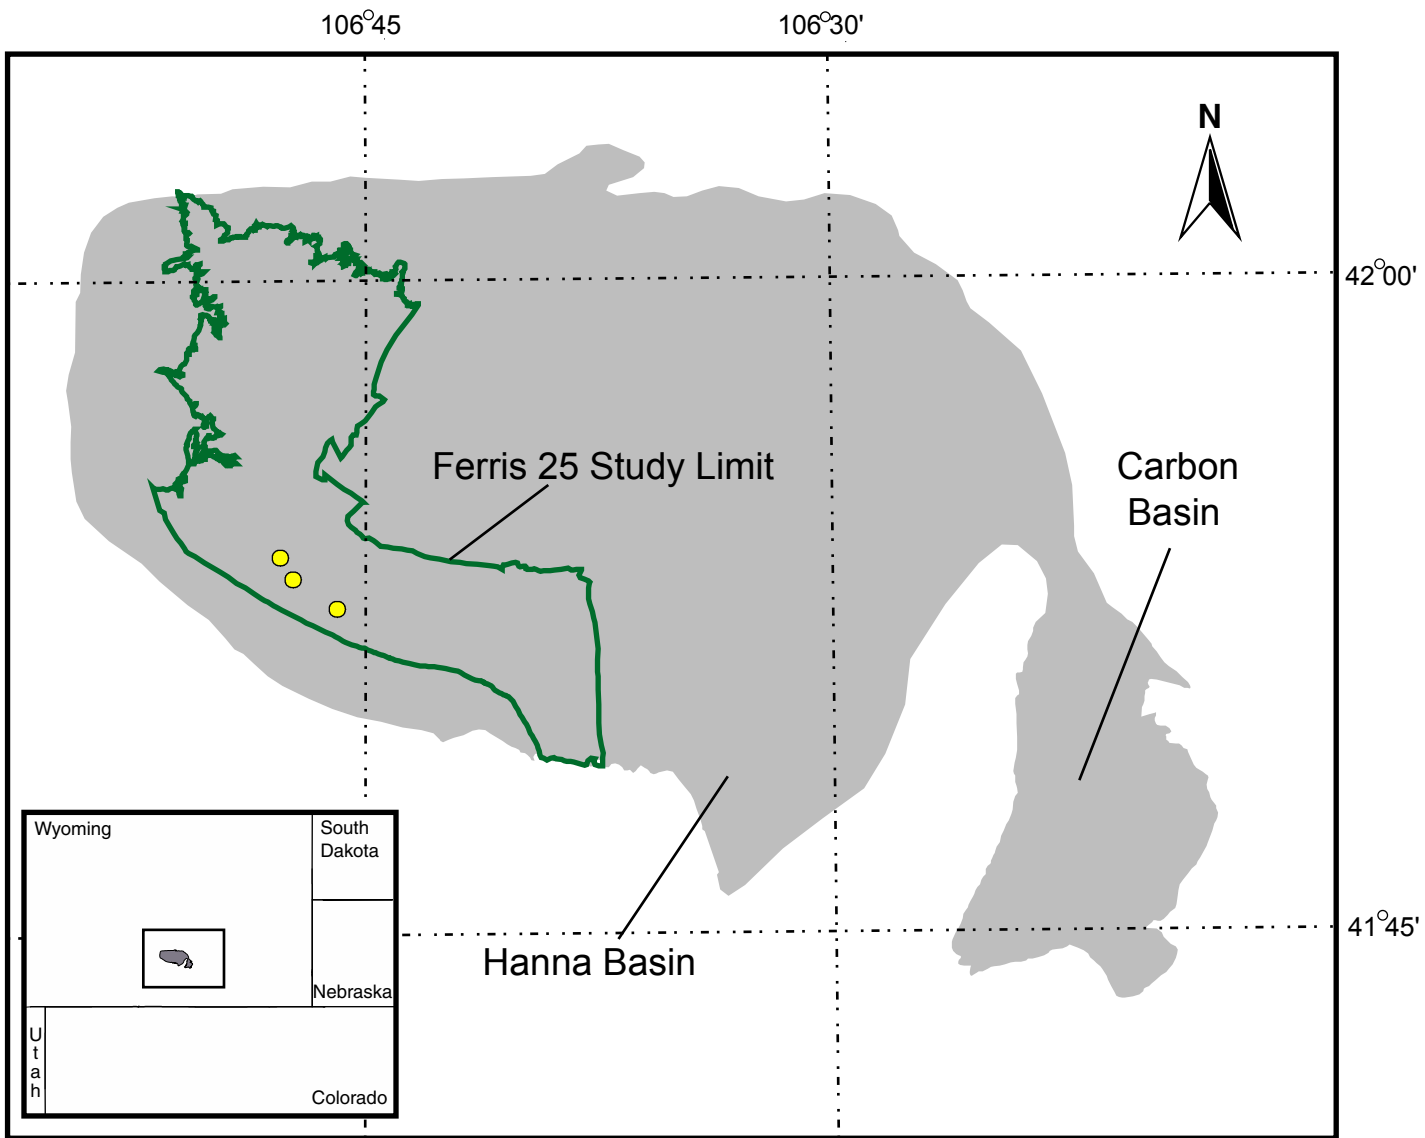 106°45
106°30'
N
42°00'
Ferris 25 Study Limit
Carbon
Basin
41°45'
Hanna Basin
Wyoming
South
Dakota
Nebraska
Utah
Colorado